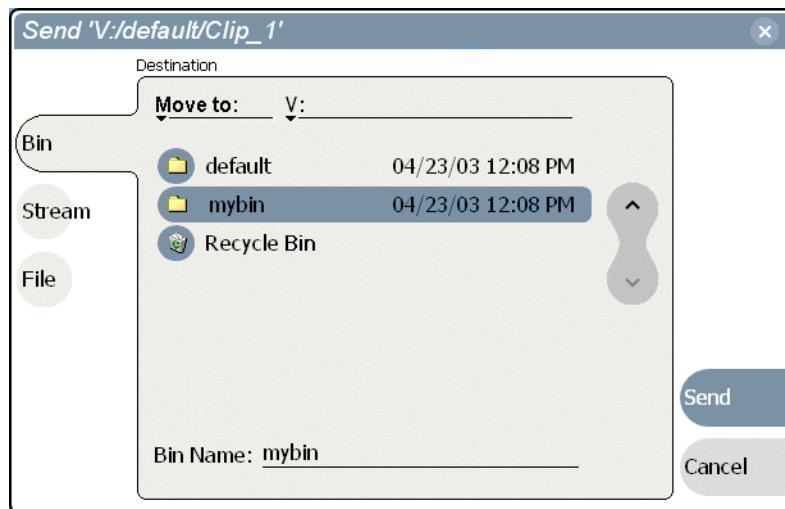 Send 'V:/default/Clip_1'
Destination
Move to: V:
Bin
default 04/23/03 12:08 PM
mybin 04/23/03 12:08 PM
Stream
Recycle Bin
File
Send
Bin Name: mybin
Cancel